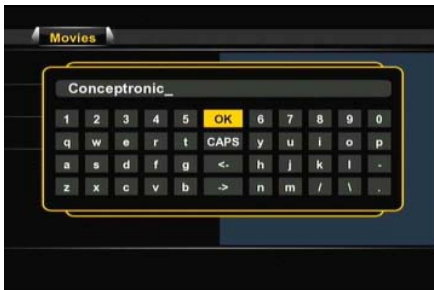 Movies
Conceptronic_
1 2 3 4 5 OK 6 7 8 9 0
q w e r t CAPS y u i o p
a s d f g <- h j k l -
z x c v b -> n m / \ .